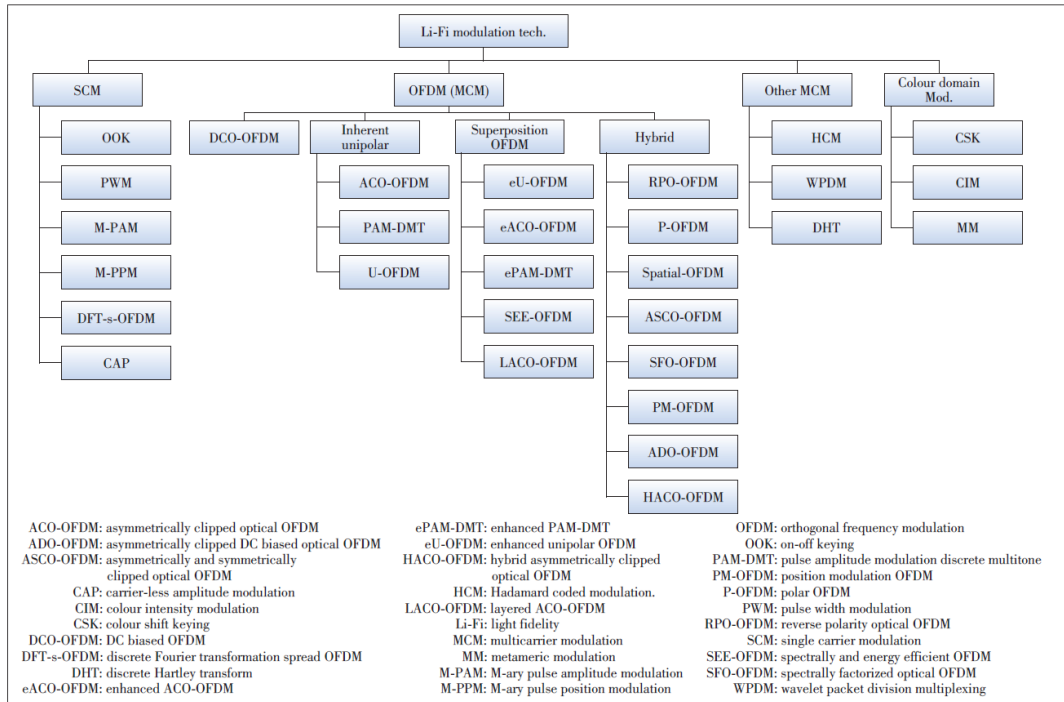 Li-Fi modulation tech.
SCM
OFDM (MCM)
Other MCM
Colour domain
Mod.
OOK
PWM
M-PAM
M-PPM
DFT-s-OFDM
CAP
DCO-OFDM
Inherent
unipolar
ACO-OFDM
PAM-DMT
U-OFDM
Superposition
OFDM
eU-OFDM
eACO-OFDM
ePAM-DMT
SEE-OFDM
LACO-OFDM
Hybrid
RPO-OFDM
P-OFDM
Spatial-OFDM
ASCO-OFDM
SFO-OFDM
PM-OFDM
ADO-OFDM
HACO-OFDM
HCM
WPDM
DHT
CSK
CIM
MM
ACO-OFDM: asymmetrically clipped optical OFDM
ADO-OFDM: asymmetrically clipped DC biased optical OFDM
ASCO-OFDM: asymmetrically and symmetrically
clipped optical OFDM
CAP: carrier-less amplitude modulation
CIM: colour intensity modulation
CSK: colour shift keying
DCO-OFDM: DC biased OFDM
DFT-s-OFDM: discrete Fourier transformation spread OFDM
DHT: discrete Hartley transform
eACO-OFDM: enhanced ACO-OFDM
ePAM-DMT: enhanced PAM-DMT
eU-OFDM: enhanced unipolar OFDM
HACO-OFDM: hybrid asymmetrically clipped
optical OFDM
HCM: Hadamard coded modulation.
LACO-OFDM: layered ACO-OFDM
Li-Fi: light fidelity
MCM: multicarrier modulation
MM: metameric modulation
M-PAM: M-ary pulse amplitude modulation
M-PPM: M-ary pulse position modulation
OFDM: orthogonal frequency modulation
OOK: on-off keying
PAM-DMT: pulse amplitude modulation discrete multitone
PM-OFDM: position modulation OFDM
P-OFDM: polar OFDM
PWM: pulse width modulation
RPO-OFDM: reverse polarity optical OFDM
SCM: single carrier modulation
SEE-OFDM: spectrally and energy efficient OFDM
SFO-OFDM: spectrally factorized optical OFDM
WPDM: wavelet packet division multiplexing